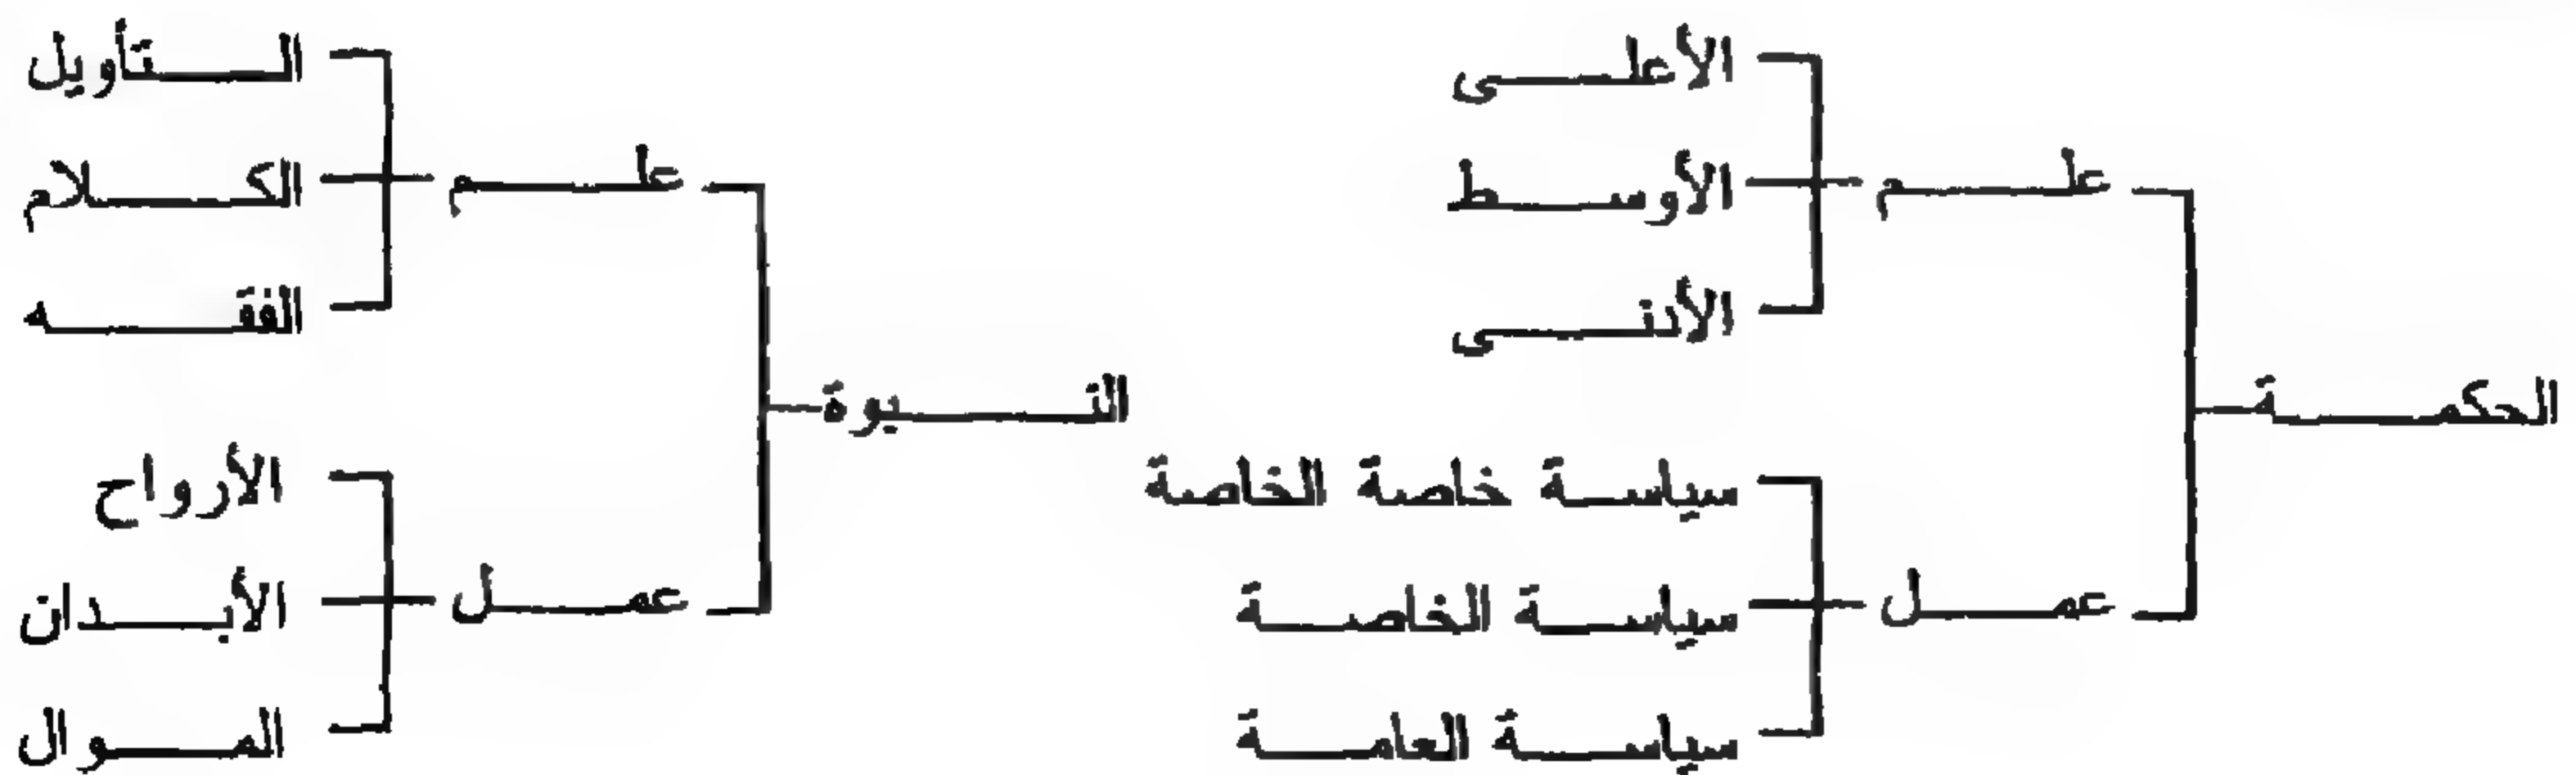 الحكمة
علم
الأعلى
الأوسط
الأدنى
عمل
سياسة خاصة الخاصة
سياسة الخاصة
سياسة العامة
النبوة
علم
التأويل
الكلام
الفقه
عمل
الأرواح
الأبدان
الموال